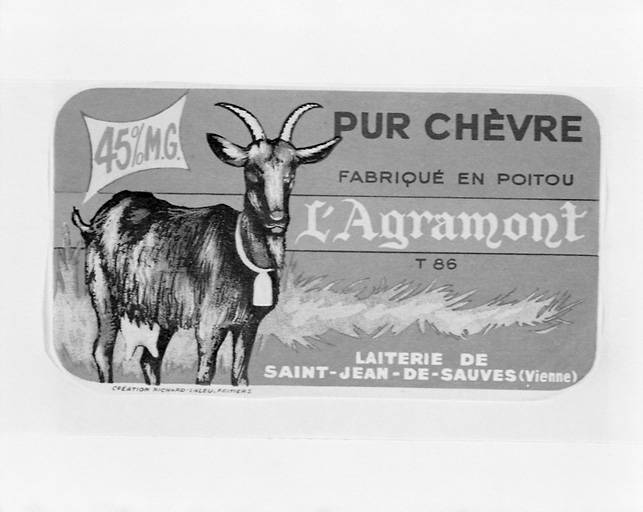 45% M.G.
PUR CHÈVRE
FABRIQUÉ EN POITOU
L'Agramont
T 86
LAITERIE DE
SAINT-JEAN-DE-SAUVES (Vienne)
CRÉATION RICHARD-LALEU, POITIERS